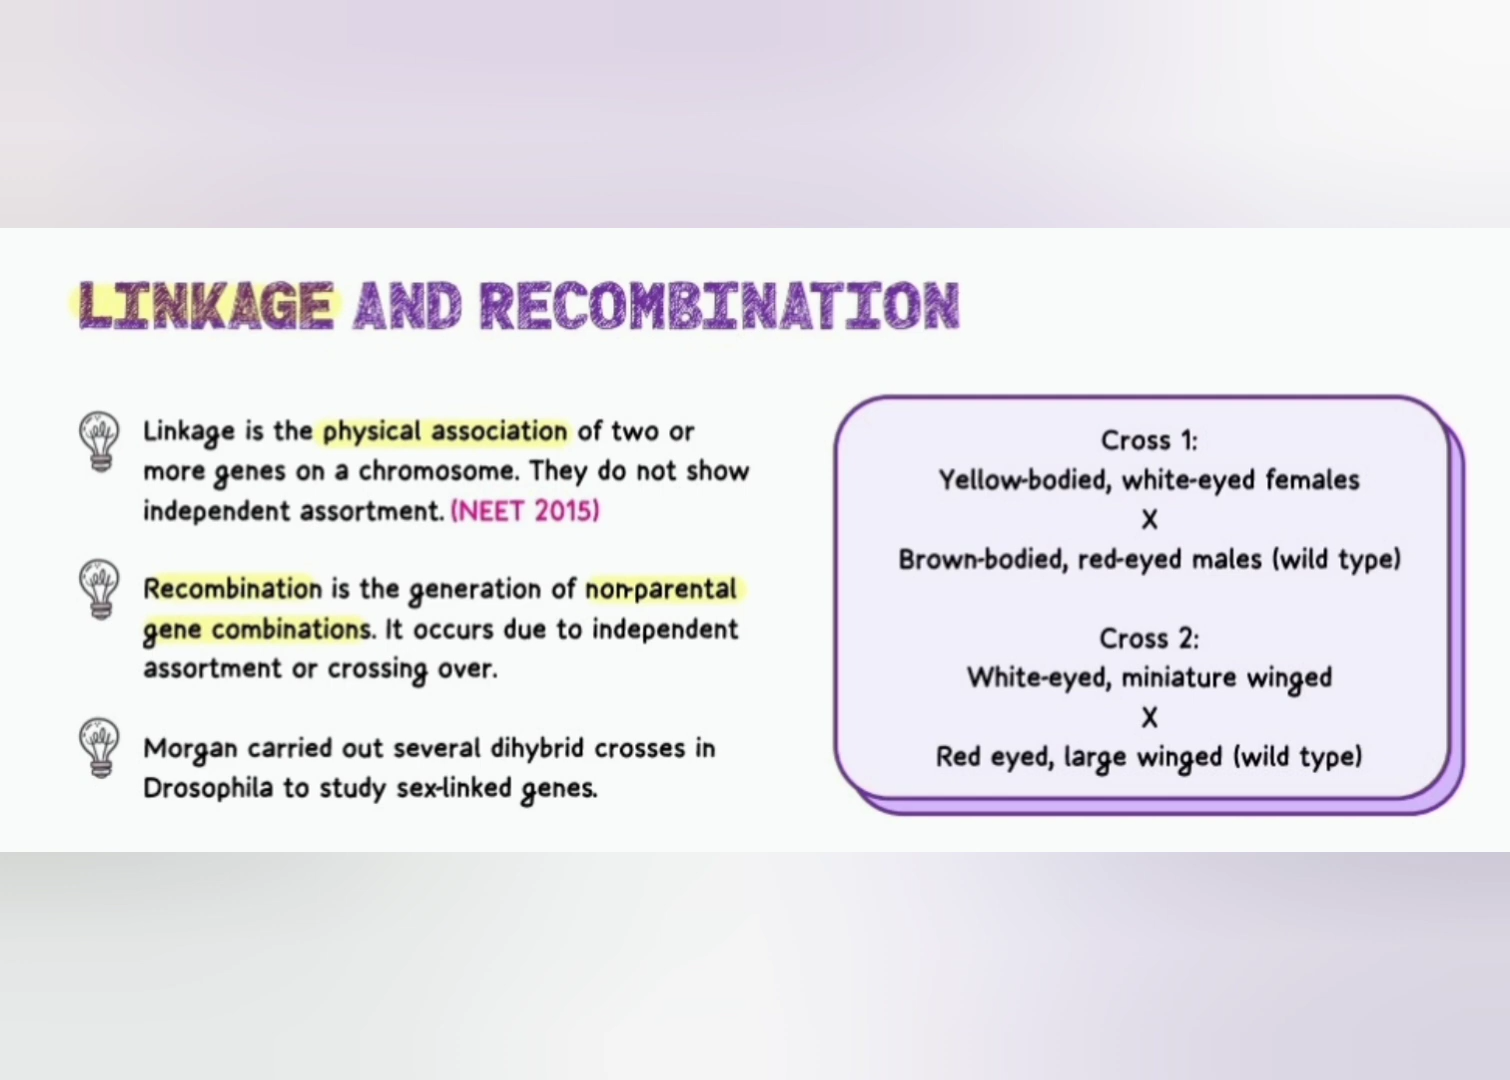 LINKAGE AND RECOMBINATION
Linkage is the physical association of two or
more genes on a chromosome. They do not show
independent assortment. (NEET 2015)
Recombination is the generation of non-parental
gene combinations. It occurs due to independent
assortment or crossing over.
Morgan carried out several dihybrid crosses in
Drosophila to study sex-linked genes.
Cross 1:
Yellow-bodied, white-eyed females
X
Brown-bodied, red-eyed males (wild type)
Cross 2:
White-eyed, miniature winged
X
Red eyed, large winged (wild type)